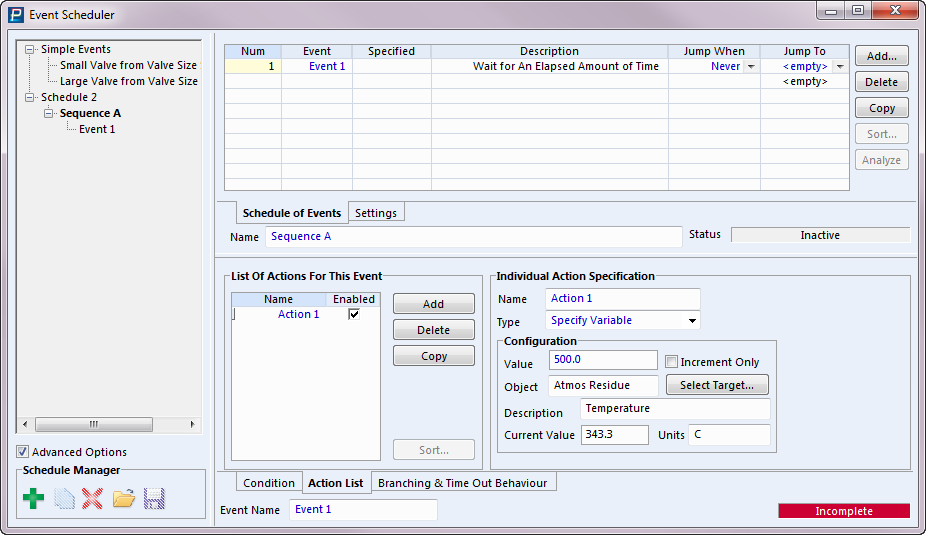 Event Scheduler
Simple Events
Small Valve from Valve Size
Large Valve from Valve Size
Schedule 2
Sequence A
Event 1
Advanced Options
Schedule Manager
Num Event Specified Description Jump When Jump To
1 Event 1 Wait for An Elapsed Amount of Time Never <empty>
<empty>
Add...
Delete
Copy
Sort...
Analyze
Schedule of Events Settings
Name Sequence A Status Inactive
List Of Actions For This Event
Name Enabled
Action 1
Add
Delete
Copy
Sort...
Individual Action Specification
Name Action 1
Type Specify Variable
Configuration
Value 500.0 Increment Only
Object Atmos Residue Select Target...
Description Temperature
Current Value 343.3 Units C
Condition Action List Branching & Time Out Behaviour
Event Name Event 1 Incomplete